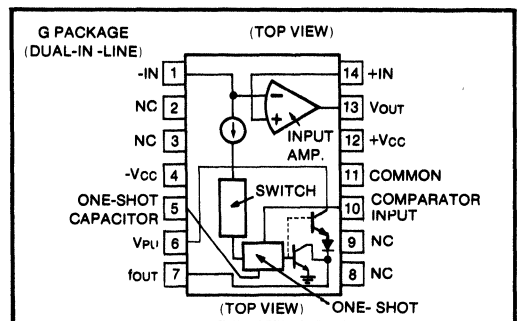 G PACKAGE
(DUAL-IN -LINE)
(TOP VIEW)
-IN 1
14 +IN
NC 2
13 VOUT
NC 3
12 +VCC
INPUT
AMP.
-VCC 4
11 COMMON
SWITCH
ONE-SHOT
CAPACITOR 5
10 COMPARATOR
INPUT
VPU 6
9 NC
fOUT 7
8 NC
(TOP VIEW)
ONE- SHOT